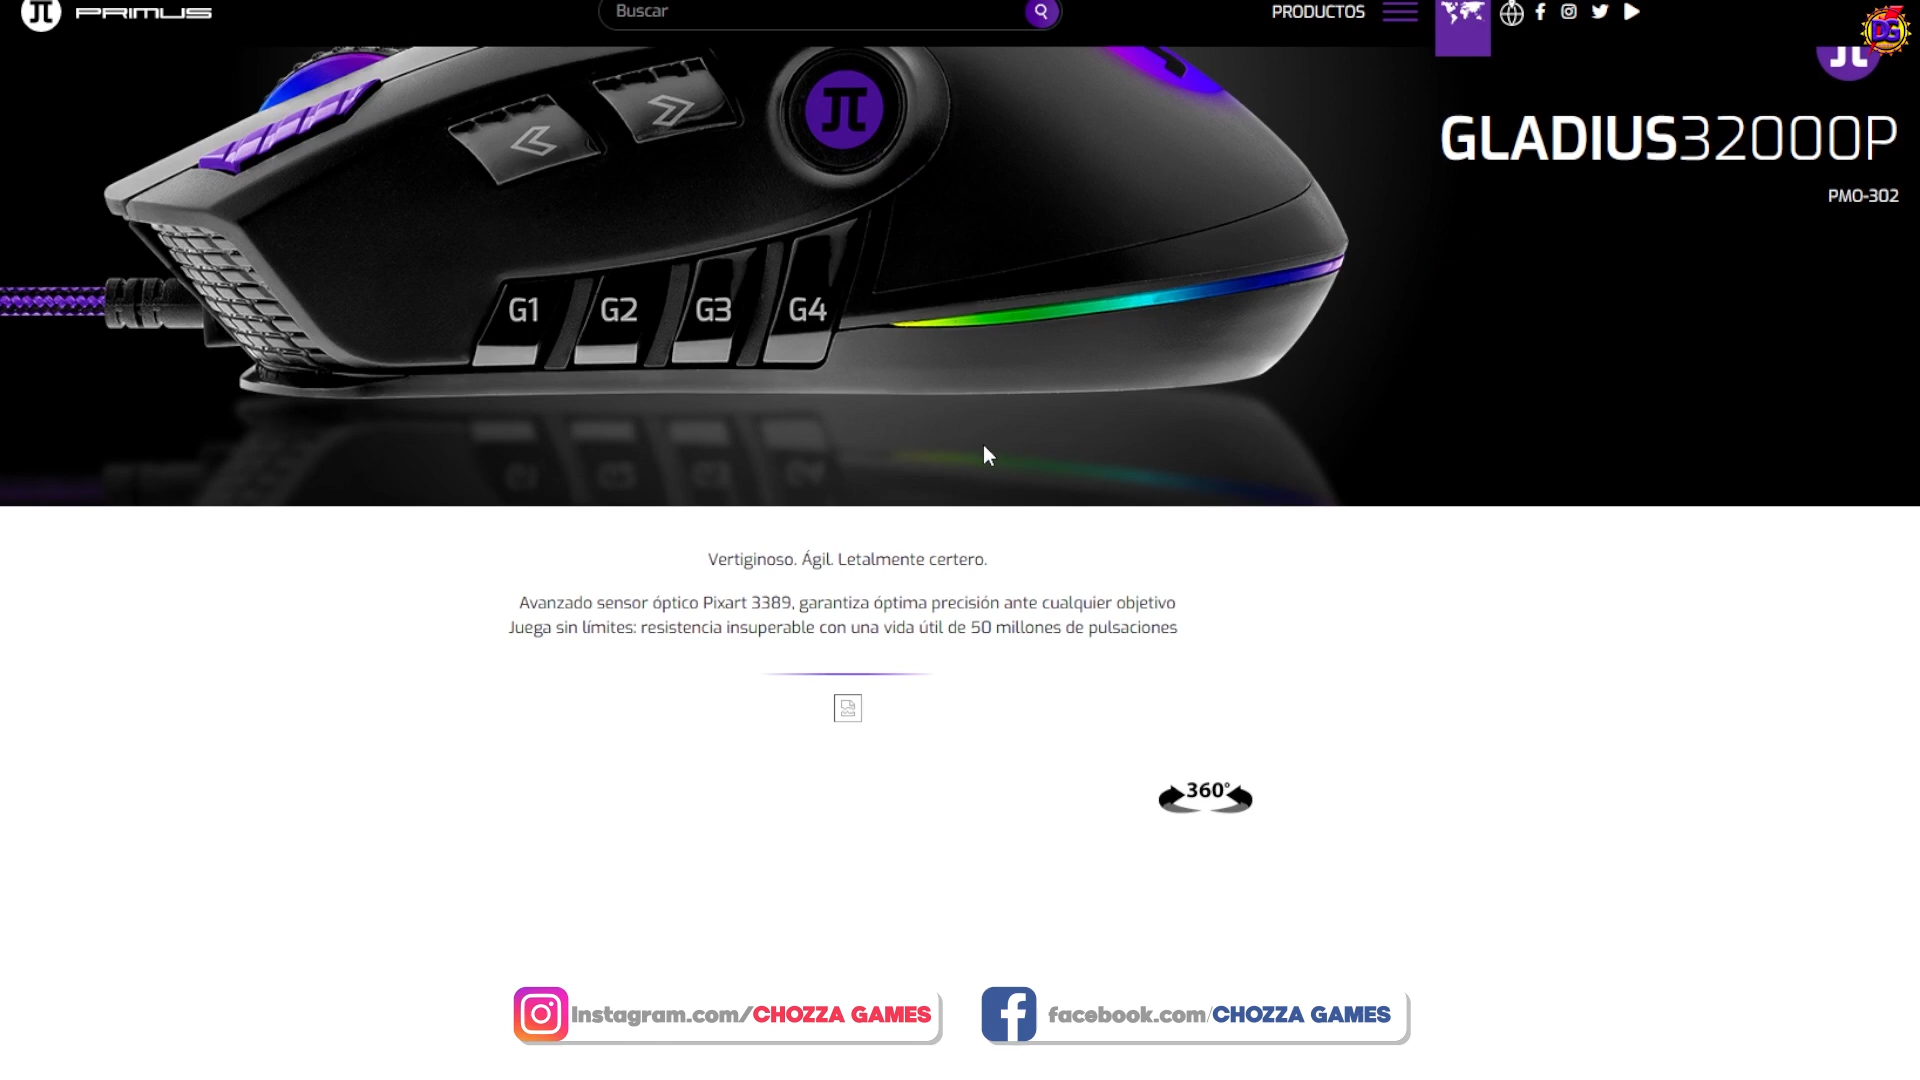 PRIMUS
Buscar
PRODUCTOS
DG
GLADIUS32000P
PMO-302
G1 G2 G3 G4
Vertiginoso. Ágil. Letalmente certero.
Avanzado sensor óptico Pixart 3389, garantiza óptima precisión ante cualquier objetivo
Juega sin límites: resistencia insuperable con una vida útil de 50 millones de pulsaciones
360°
Instagram.com/CHOZZA GAMES
facebook.com/CHOZZA GAMES